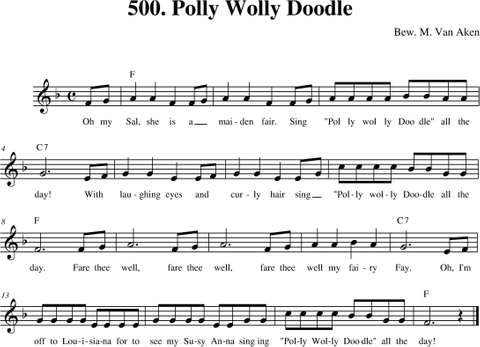 500. Polly Wolly Doodle
Bew. M. Van Aken
F
Oh my Sal, she is a mai-den fair. Sing "Pol ly wol ly Doo dle" all the
4 C7
day! With lau-ghing eyes and cur-ly hair sing "Pol-ly wol-ly Doo-dle all the
8 F C7
day. Fare thee well, fare thee well, fare thee well my fai-ry Fay. Oh, I'm
13 F
off to Lou-i-sia-na for to see my Su-sy An-na sing ing "Pol-ly Wol-ly Doo dle" all the day!